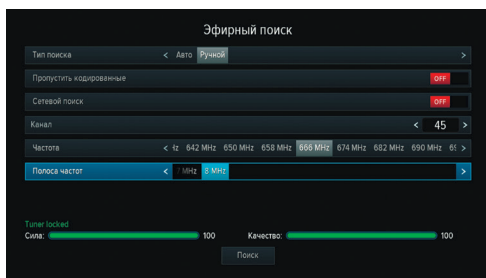 Эфирный поиск
Тип поиска < Авто Ручной >
Пропустить кодированные OFF
Сетевой поиск OFF
Канал < 45 >
Частота < Hz 642 MHz 650 MHz 658 MHz 666 MHz 674 MHz 682 MHz 690 MHz 69 >
Полоса частот < 7 MHz 8 MHz >
Tuner locked
Сила: 100 Качество: 100
Поиск